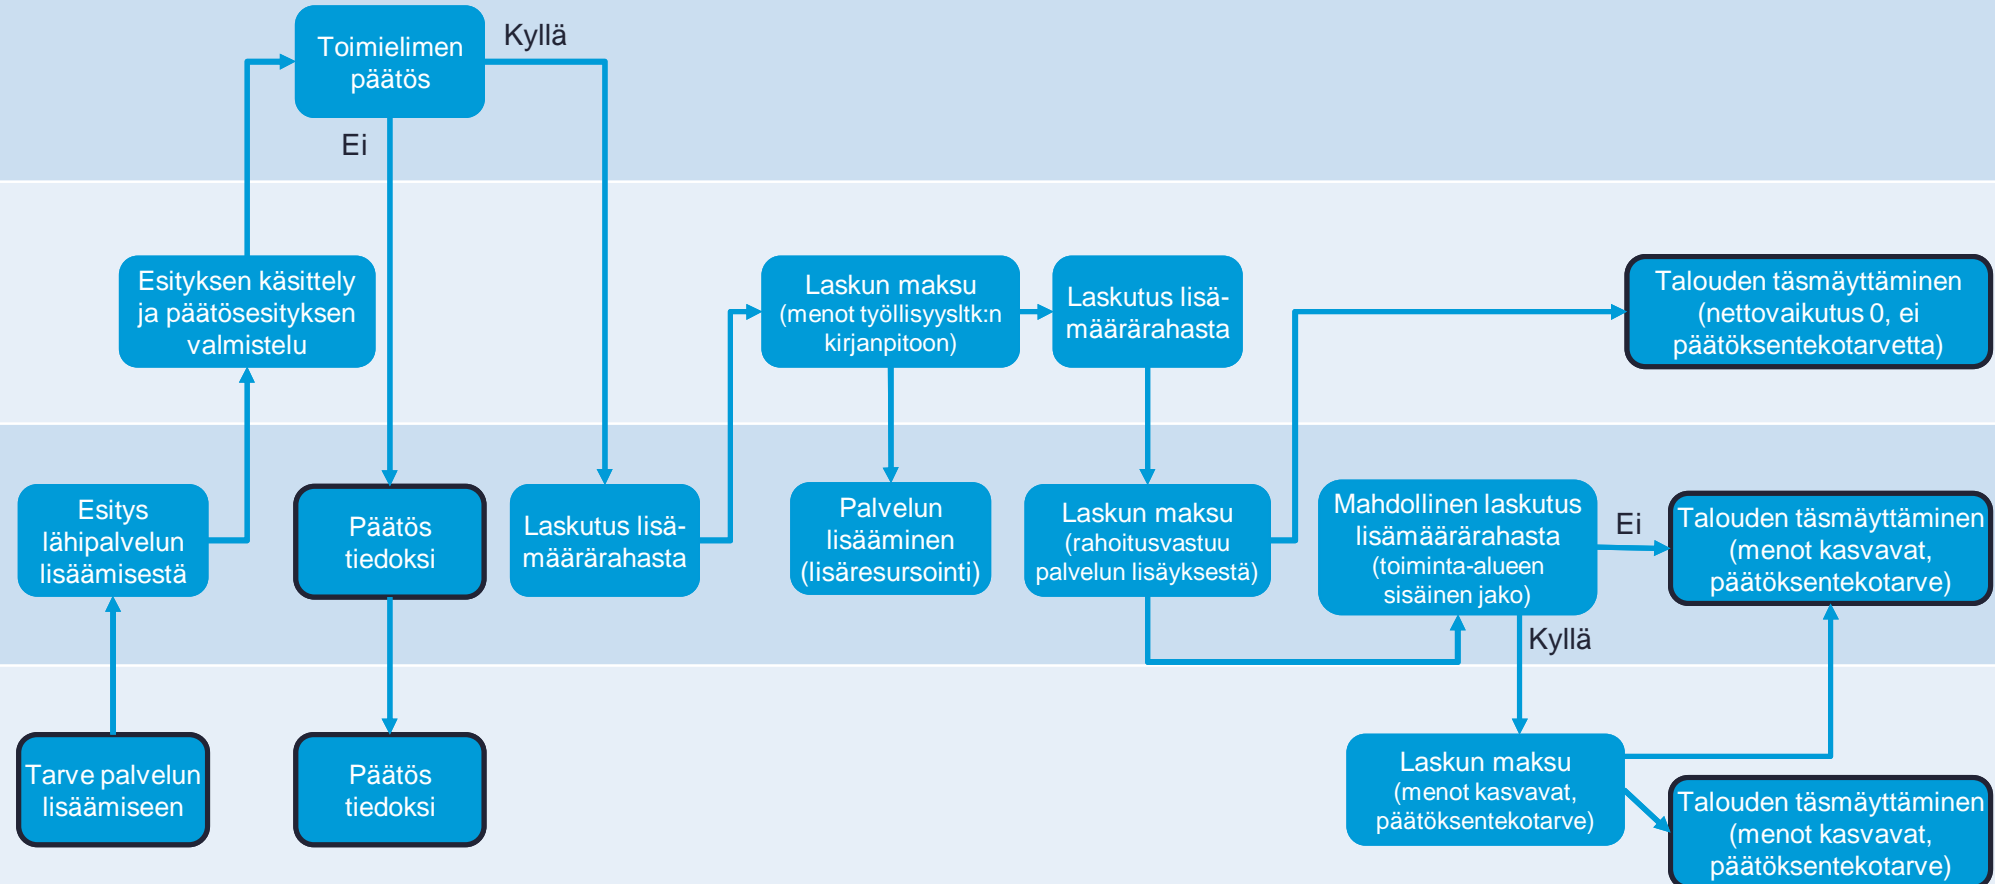 Toimielimen
päätös
Kyllä
Ei
Esityksen käsittely
ja päätösesityksen
valmistelu
Laskun maksu
(menot työllisyysltk:n
kirjanpitoon)
Laskutus lisä-
määrärahasta
Talouden täsmäyttäminen
(nettovaikutus 0, ei
päätöksentekotarvetta)
Esitys
lähipalvelun
lisäämisestä
Päätös
tiedoksi
Laskutus lisä-
määrärahasta
Palvelun
lisääminen
(lisäresursointi)
Laskun maksu
(rahoitusvastuu
palvelun lisäyksestä)
Mahdollinen laskutus
lisämäärärahasta
(toiminta-alueen
sisäinen jako)
Ei
Kyllä
Talouden täsmäyttäminen
(menot kasvavat,
päätöksentekotarve)
Tarve palvelun
lisäämiseen
Päätös
tiedoksi
Laskun maksu
(menot kasvavat,
päätöksentekotarve)
Talouden täsmäyttäminen
(menot kasvavat,
päätöksentekotarve)